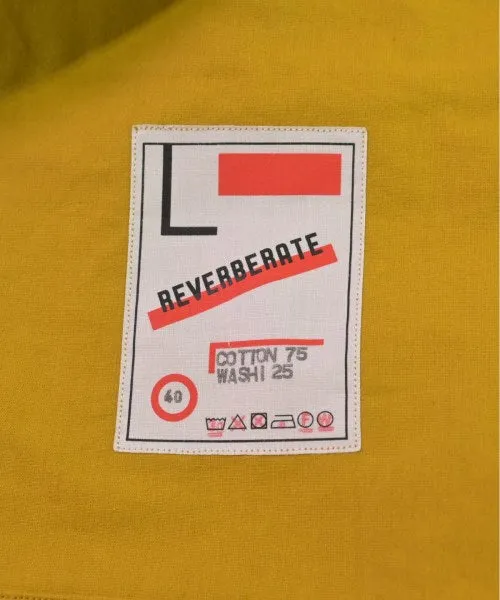 L
REVERBERATE
COTTON 75
WASHI 25
40
F W